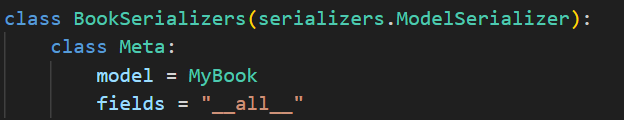 class BookSerializers(serializers.ModelSerializer):
    class Meta:
        model = MyBook
        fields = "__all__"